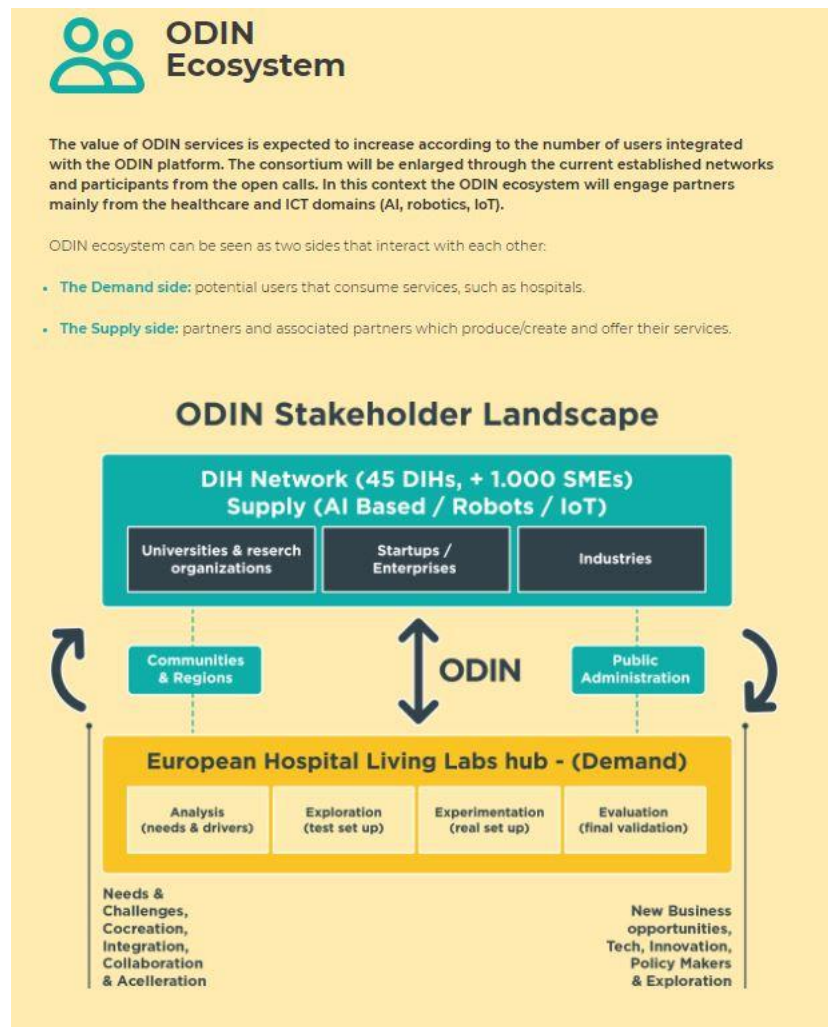 ODIN
Ecosystem
The value of ODIN services is expected to increase according to the number of users integrated
with the ODIN platform. The consortium will be enlarged through the current established networks
and participants from the open calls. In this context the ODIN ecosystem will engage partners
mainly from the healthcare and ICT domains (AI, robotics, IoT).
ODIN ecosystem can be seen as two sides that interact with each other:
• The Demand side: potential users that consume services, such as hospitals.
• The Supply side: partners and associated partners which produce/create and offer their services.
ODIN Stakeholder Landscape
DIH Network (45 DIHs, + 1.000 SMEs)
Supply (AI Based / Robots / IoT)
Universities & reserch
organizations
Startups /
Enterprises
Industries
Communities
& Regions
ODIN
Public
Administration
European Hospital Living Labs hub - (Demand)
Analysis
(needs & drivers)
Exploration
(test set up)
Experimentation
(real set up)
Evaluation
(final validation)
Needs &
Challenges,
Cocreation,
Integration,
Collaboration
& Acelleration
New Business
opportunities,
Tech, Innovation,
Policy Makers
& Exploration